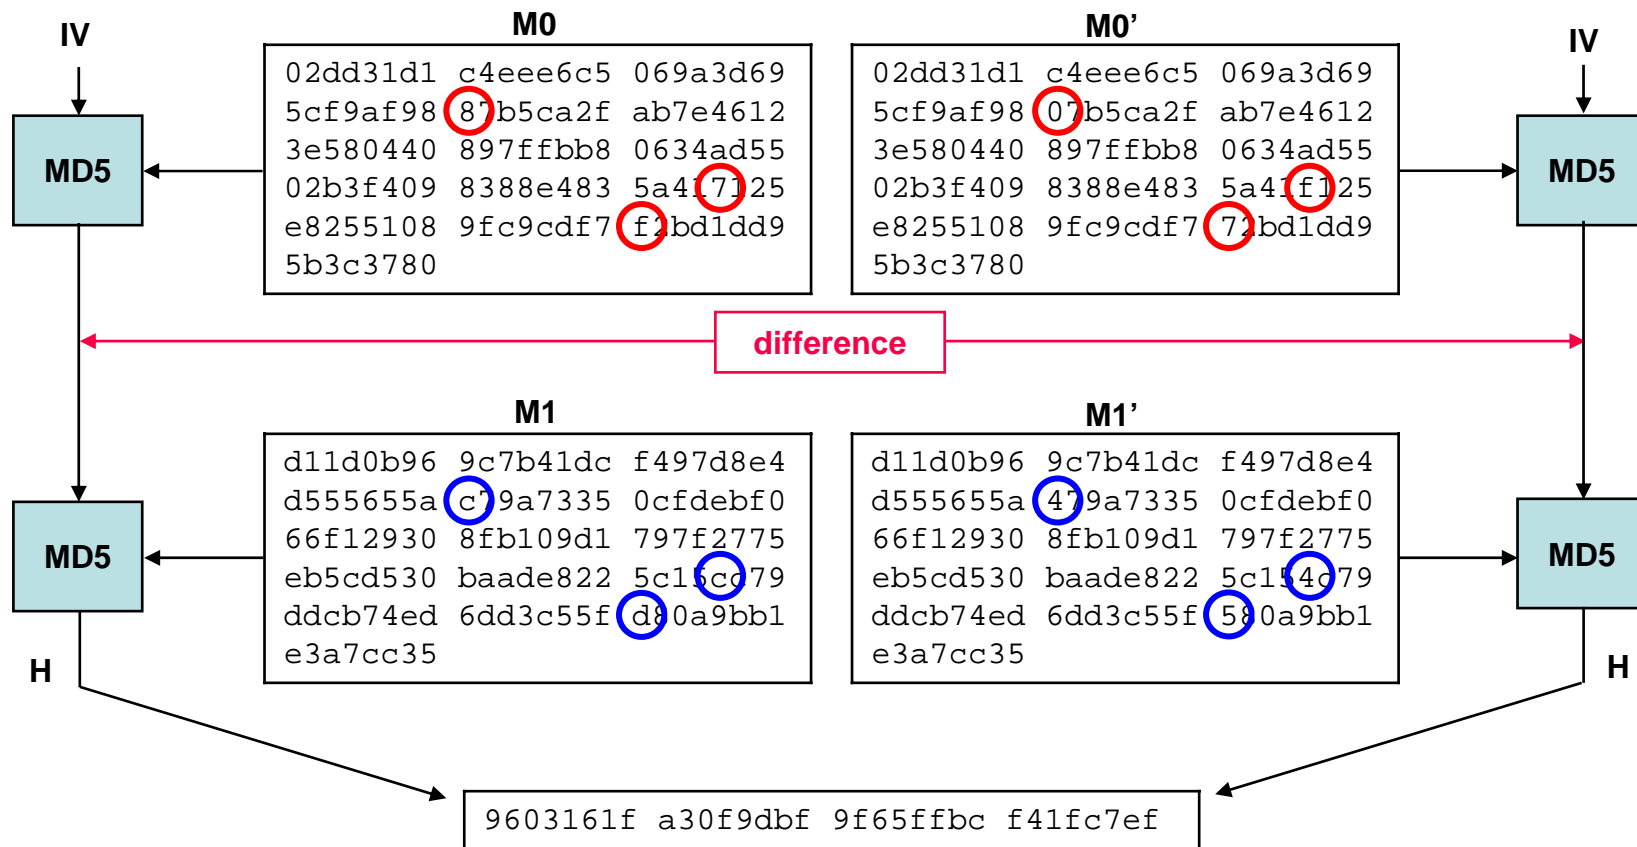 M0
M0’
IV
IV
02dd31d1 c4eee6c5 069a3d69
5cf9af98 87b5ca2f ab7e4612
3e580440 897ffbb8 0634ad55
02b3f409 8388e483 5a417125
e8255108 9fc9cdf7 f2bd1dd9
5b3c3780
02dd31d1 c4eee6c5 069a3d69
5cf9af98 07b5ca2f ab7e4612
3e580440 897ffbb8 0634ad55
02b3f409 8388e483 5a41f125
e8255108 9fc9cdf7 72bd1dd9
5b3c3780
MD5
MD5
difference
M1
M1’
d11d0b96 9c7b41dc f497d8e4
d555655a c79a7335 0cfdebf0
66f12930 8fb109d1 797f2775
eb5cd530 baade822 5c15cc79
ddcb74ed 6dd3c55f d80a9bb1
e3a7cc35
d11d0b96 9c7b41dc f497d8e4
d555655a 479a7335 0cfdebf0
66f12930 8fb109d1 797f2775
eb5cd530 baade822 5c154c79
ddcb74ed 6dd3c55f 580a9bb1
e3a7cc35
MD5
MD5
H
H
9603161f a30f9dbf 9f65ffbc f41fc7ef